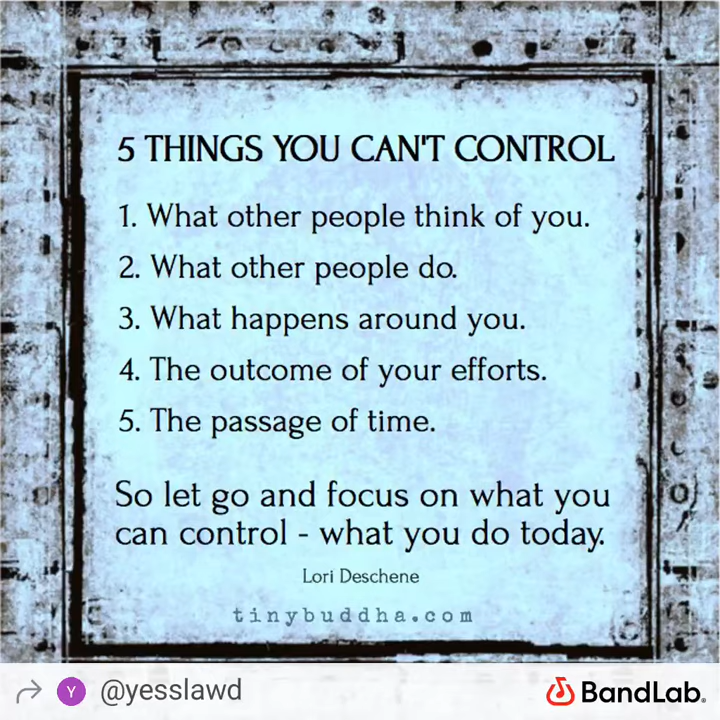 5 THINGS YOU CAN'T CONTROL
1. What other people think of you.
2. What other people do.
3. What happens around you.
4. The outcome of your efforts.
5. The passage of time.
So let go and focus on what you
can control - what you do today.
Lori Deschene
tinybuddha.com
Y @yesslawd BandLab®